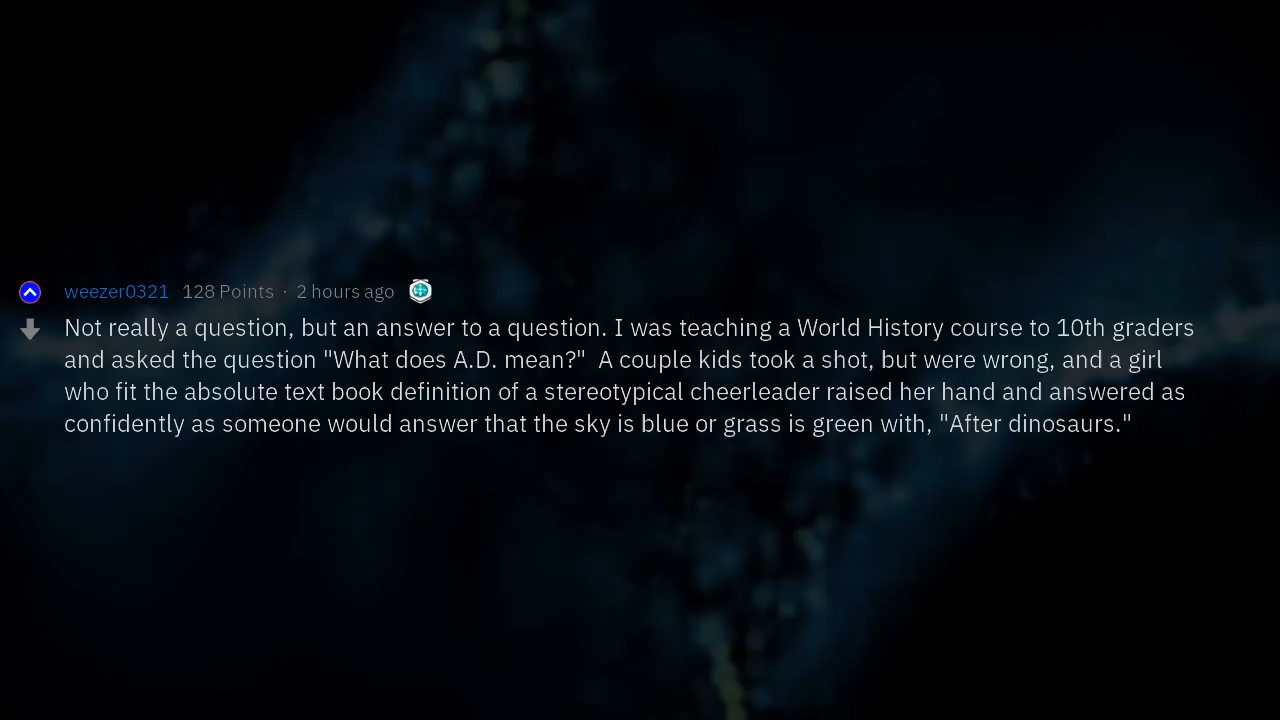 weezer0321 128 Points · 2 hours ago
Not really a question, but an answer to a question. I was teaching a World History course to 10th graders
and asked the question "What does A.D. mean?"  A couple kids took a shot, but were wrong, and a girl
who fit the absolute text book definition of a stereotypical cheerleader raised her hand and answered as
confidently as someone would answer that the sky is blue or grass is green with, "After dinosaurs."